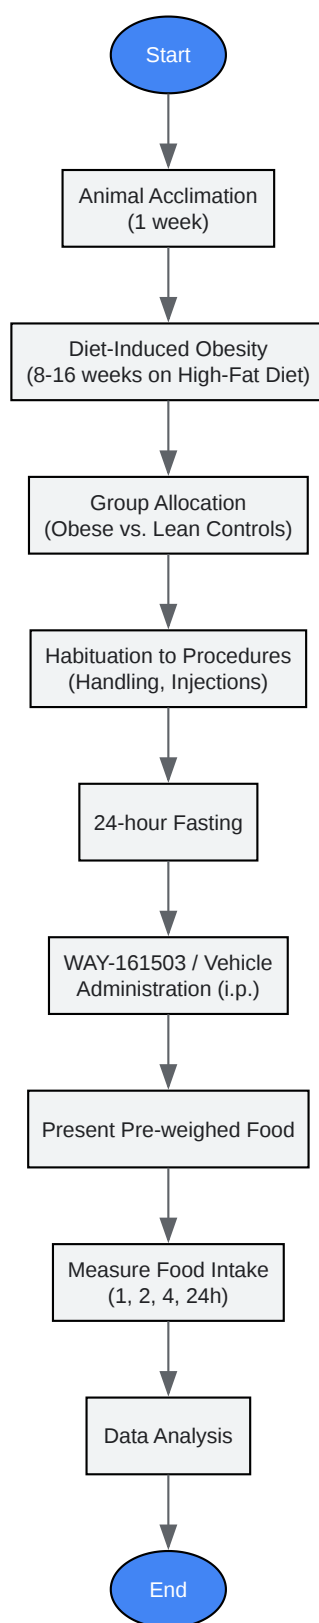 Start
Animal Acclimation
(1 week)
Diet-Induced Obesity
(8-16 weeks on High-Fat Diet)
Group Allocation
(Obese vs. Lean Controls)
Habituation to Procedures
(Handling, Injections)
24-hour Fasting
WAY-161503 / Vehicle
Administration (i.p.)
Present Pre-weighed Food
Measure Food Intake
(1, 2, 4, 24h)
Data Analysis
End